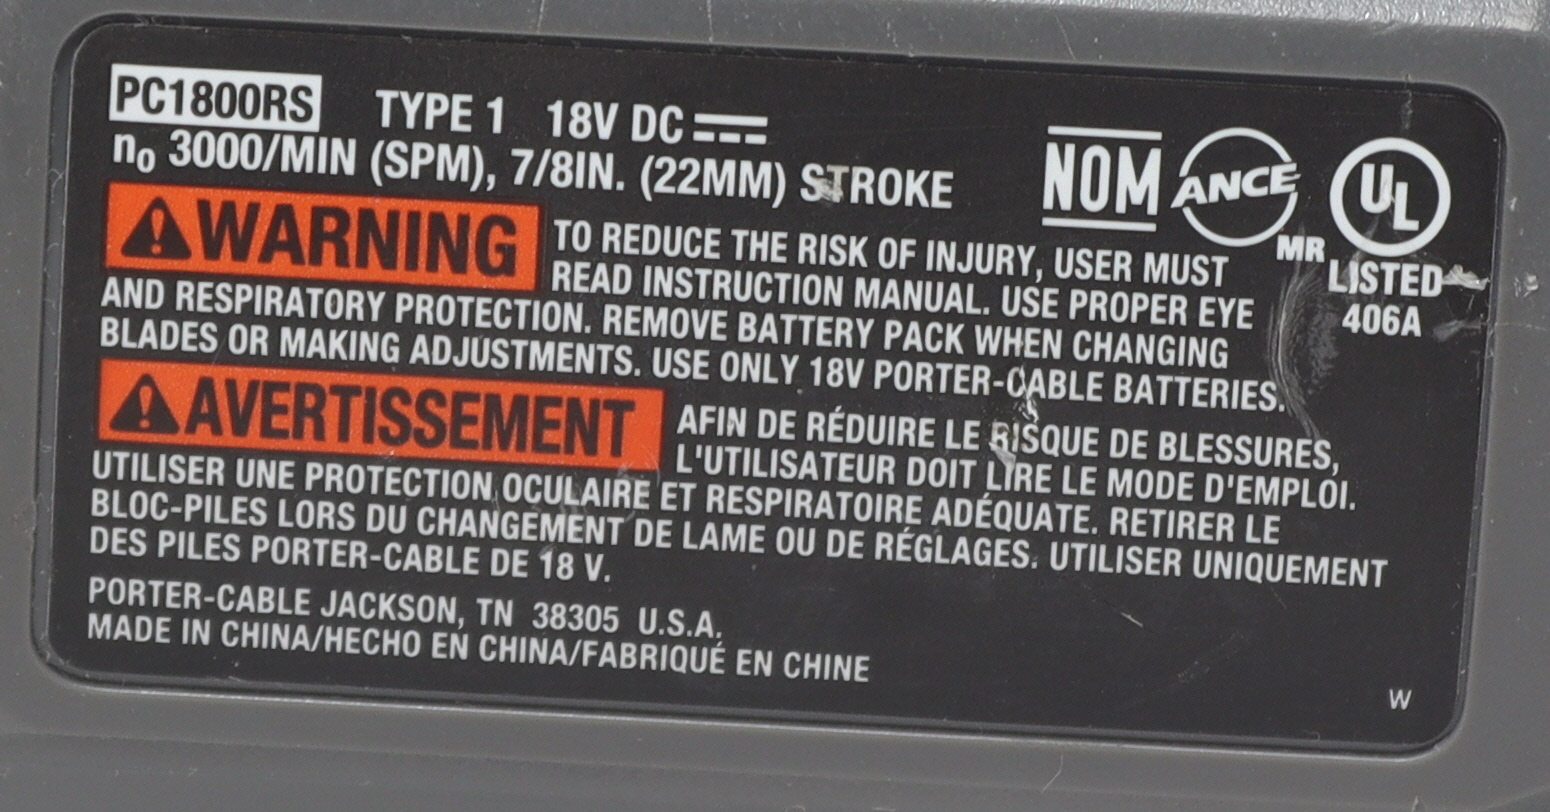 PC1800RS TYPE 1 18V DC
n₀ 3000/MIN (SPM), 7/8IN. (22MM) STROKE
NOM ANCE MR UL
LISTED
406A
WARNING TO REDUCE THE RISK OF INJURY, USER MUST
READ INSTRUCTION MANUAL. USE PROPER EYE
AND RESPIRATORY PROTECTION. REMOVE BATTERY PACK WHEN CHANGING
BLADES OR MAKING ADJUSTMENTS. USE ONLY 18V PORTER-CABLE BATTERIES.
AVERTISSEMENT AFIN DE RÉDUIRE LE RISQUE DE BLESSURES,
L'UTILISATEUR DOIT LIRE LE MODE D'EMPLOI.
UTILISER UNE PROTECTION OCULAIRE ET RESPIRATOIRE ADÉQUATE. RETIRER LE
BLOC-PILES LORS DU CHANGEMENT DE LAME OU DE RÉGLAGES. UTILISER UNIQUEMENT
DES PILES PORTER-CABLE DE 18 V.
PORTER-CABLE JACKSON, TN 38305 U.S.A.
MADE IN CHINA/HECHO EN CHINA/FABRIQUÉ EN CHINE
W